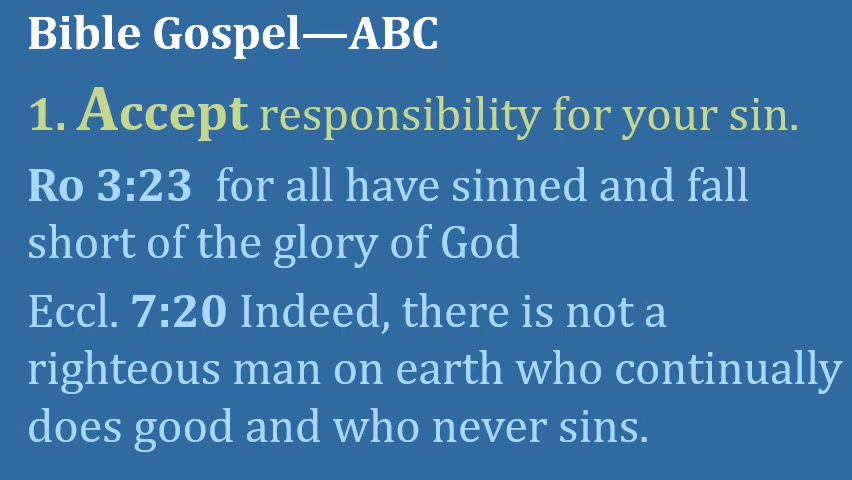 Bible Gospel—ABC
1. Accept responsibility for your sin.
Ro 3:23  for all have sinned and fall
short of the glory of God
Eccl. 7:20 Indeed, there is not a
righteous man on earth who continually
does good and who never sins.